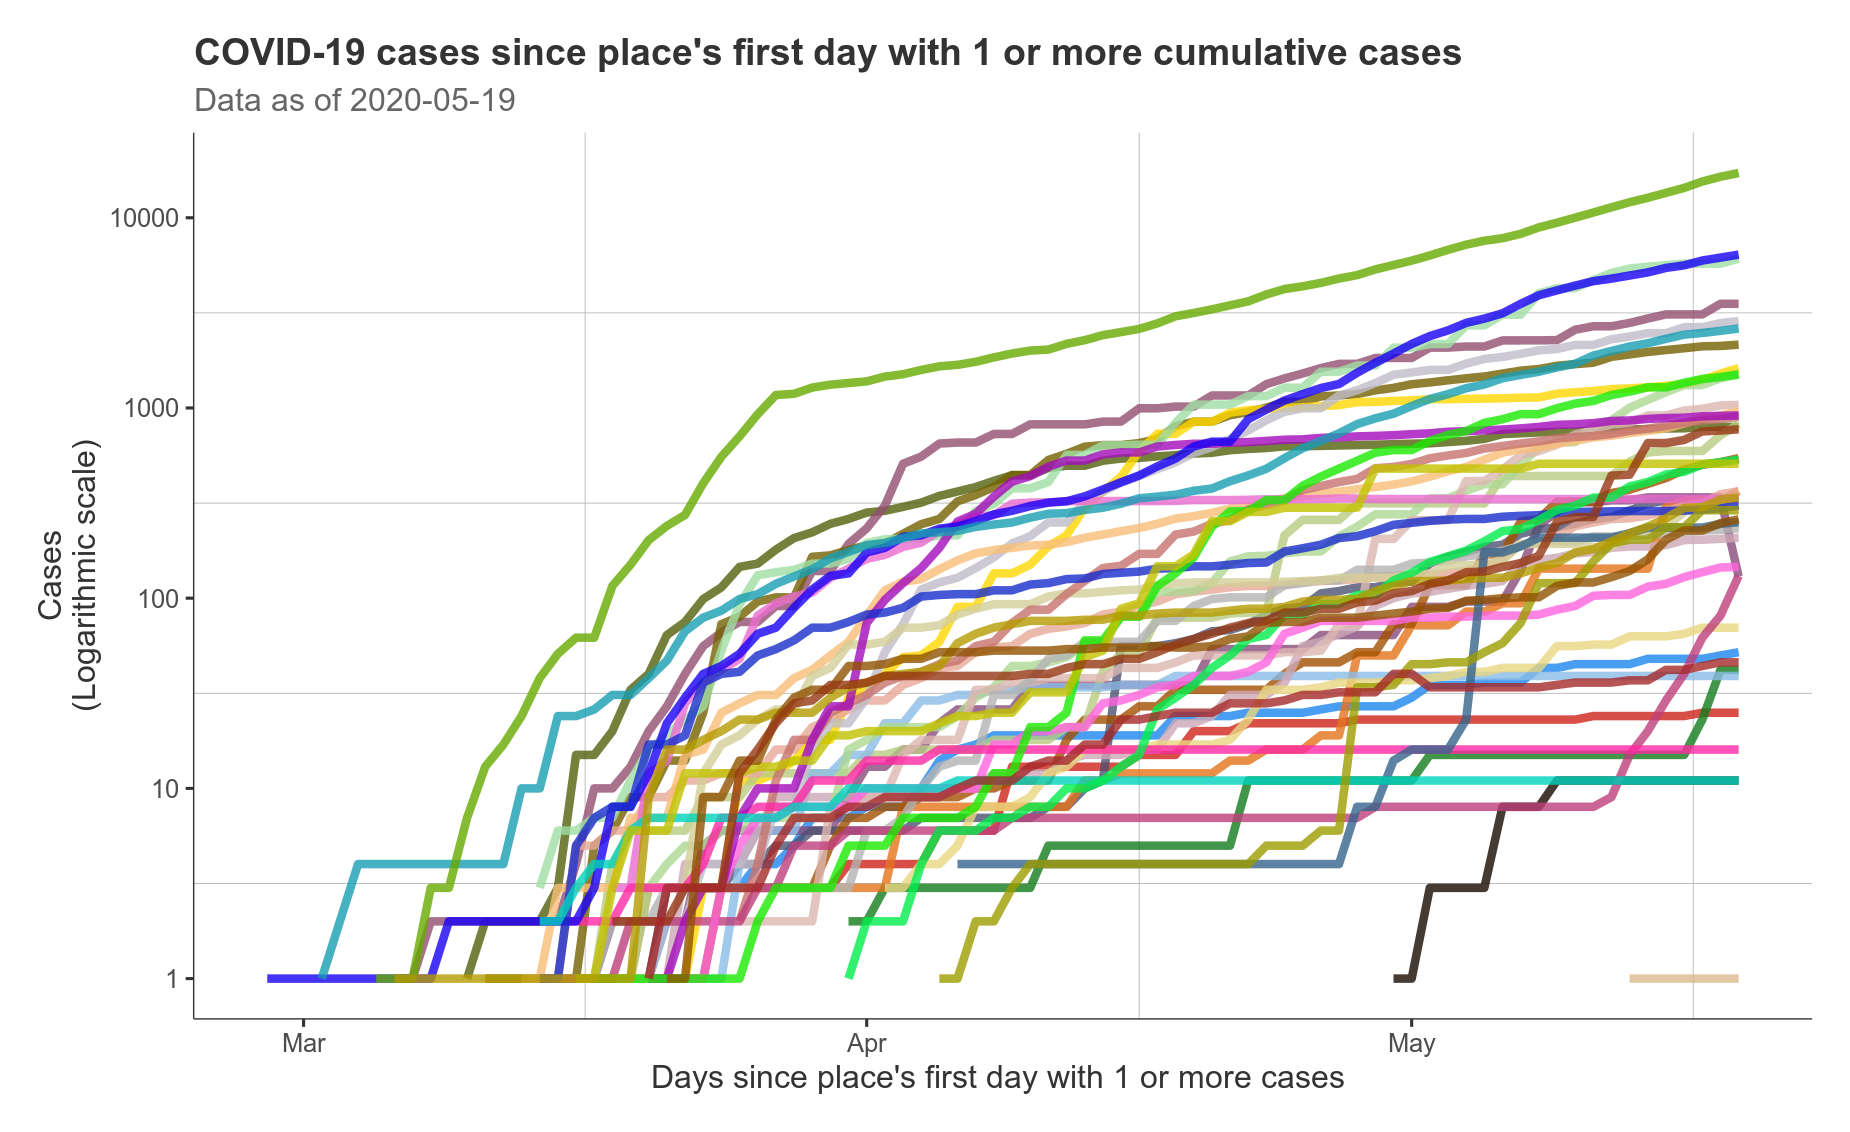 COVID-19 cases since place's first day with 1 or more cumulative cases
Data as of 2020-05-19
Cases
(Logarithmic scale)
10000
1000
100
10
1
Mar
Apr
May
Days since place's first day with 1 or more cases